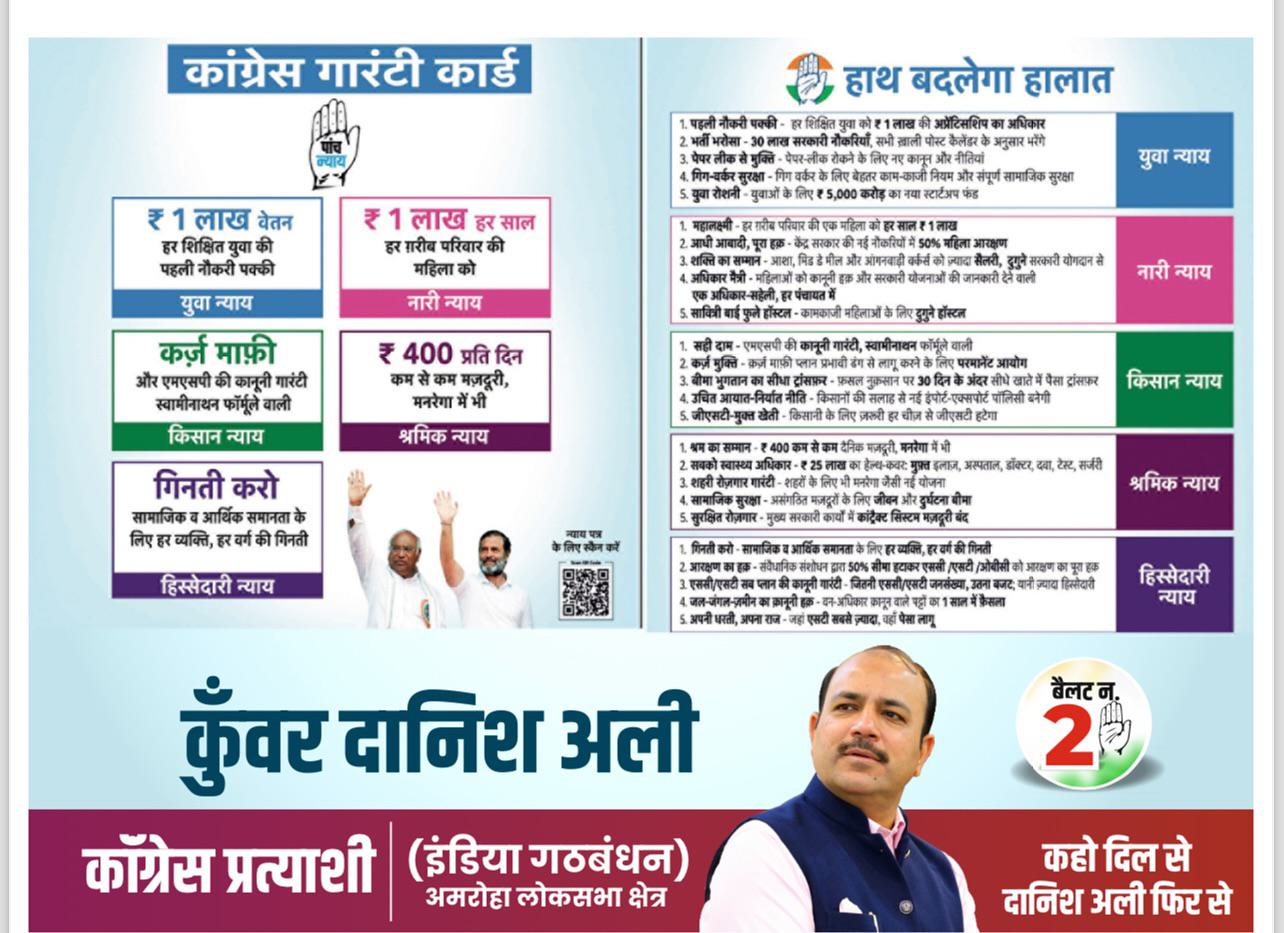 कांग्रेस गारंटी कार्ड
पांच
न्याय
₹ 1 लाख वेतन
हर शिक्षित युवा की
पहली नौकरी पक्की
युवा न्याय
₹ 1 लाख हर साल
हर ग़रीब परिवार की
महिला को
नारी न्याय
कर्ज़ माफ़ी
और एमएसपी की कानूनी गारंटी
स्वामीनाथन फॉर्मूले वाली
किसान न्याय
₹ 400 प्रति दिन
कम से कम मज़दूरी,
मनरेगा में भी
श्रमिक न्याय
गिनती करो
सामाजिक व आर्थिक समानता के
लिए हर व्यक्ति, हर वर्ग की गिनती
हिस्सेदारी न्याय
न्याय पत्र
के लिए स्कैन करें
Scan QR Code
हाथ बदलेगा हालात
1. पहली नौकरी पक्की - हर शिक्षित युवा को ₹ 1 लाख की अप्रेंटिसशिप का अधिकार
2. भर्ती भरोसा - 30 लाख सरकारी नौकरियाँ, सभी ख़ाली पोस्ट कैलेंडर के अनुसार भरेंगे
3. पेपर लीक से मुक्ति - पेपर-लीक रोकने के लिए नए कानून और नीतियां
4. गिग-वर्कर सुरक्षा - गिग वर्कर के लिए बेहतर काम-काजी नियम और संपूर्ण सामाजिक सुरक्षा
5. युवा रोशनी - युवाओं के लिए ₹ 5,000 करोड़ का नया स्टार्टअप फंड
युवा न्याय
1. महालक्ष्मी - हर ग़रीब परिवार की एक महिला को हर साल ₹ 1 लाख
2. आधी आबादी, पूरा हक़ - केंद्र सरकार की नई नौकरियों में 50% महिला आरक्षण
3. शक्ति का सम्मान - आशा, मिड डे मील और आंगनवाड़ी वर्कर्स को ज़्यादा सैलरी, दुगुने सरकारी योगदान से
4. अधिकार मैत्री - महिलाओं को कानूनी हक़ और सरकारी योजनाओं की जानकारी देने वाली
एक अधिकार-सहेली, हर पंचायत में
5. सावित्री बाई फुले हॉस्टल - कामकाजी महिलाओं के लिए दुगुने हॉस्टल
नारी न्याय
1. सही दाम - एमएसपी की कानूनी गारंटी, स्वामीनाथन फॉर्मूले वाली
2. कर्ज़ मुक्ति - क़र्ज़ माफ़ी प्लान प्रभावी ढंग से लागू करने के लिए परमानेंट आयोग
3. बीमा भुगतान का सीधा ट्रांसफ़र - फ़सल नुक़सान पर 30 दिन के अंदर सीधे खाते में पैसा ट्रांसफ़र
4. उचित आयात-निर्यात नीति - किसानों की सलाह से नई इंपोर्ट-एक्सपोर्ट पॉलिसी बनेगी
5. जीएसटी-मुक्त खेती - किसानी के लिए ज़रूरी हर चीज़ से जीएसटी हटेगा
किसान न्याय
1. श्रम का सम्मान - ₹ 400 कम से कम दैनिक मज़दूरी, मनरेगा में भी
2. सबको स्वास्थ्य अधिकार - ₹ 25 लाख का हेल्थ-कवर: मुफ़्त इलाज, अस्पताल, डॉक्टर, दवा, टेस्ट, सर्जरी
3. शहरी रोज़गार गारंटी - शहरों के लिए भी मनरेगा जैसी नई योजना
4. सामाजिक सुरक्षा - असंगठित मज़दूरों के लिए जीवन और दुर्घटना बीमा
5. सुरक्षित रोज़गार - मुख्य सरकारी कार्यों में कांट्रैक्ट सिस्टम मज़दूरी बंद
श्रमिक न्याय
1. गिनती करो - सामाजिक व आर्थिक समानता के लिए हर व्यक्ति, हर वर्ग की गिनती
2. आरक्षण का हक़ - संवैधानिक संशोधन द्वारा 50% सीमा हटाकर एससी /एसटी /ओबीसी को आरक्षण का पूरा हक़
3. एससी/एसटी सब प्लान की कानूनी गारंटी - जितनी एससी/एसटी जनसंख्या, उतना बजट; यानी ज़्यादा हिस्सेदारी
4. जल-जंगल-ज़मीन का क़ानूनी हक़ - वन-अधिकार क़ानून वाले पट्टों का 1 साल में फ़ैसला
5. अपनी धरती, अपना राज - जहां एसटी सबसे ज़्यादा, वहाँ पेसा लागू
हिस्सेदारी
न्याय
कुँवर दानिश अली
बैलट न.
2
कॉंग्रेस प्रत्याशी
(इंडिया गठबंधन)
अमरोहा लोकसभा क्षेत्र
कहो दिल से
दानिश अली फिर से